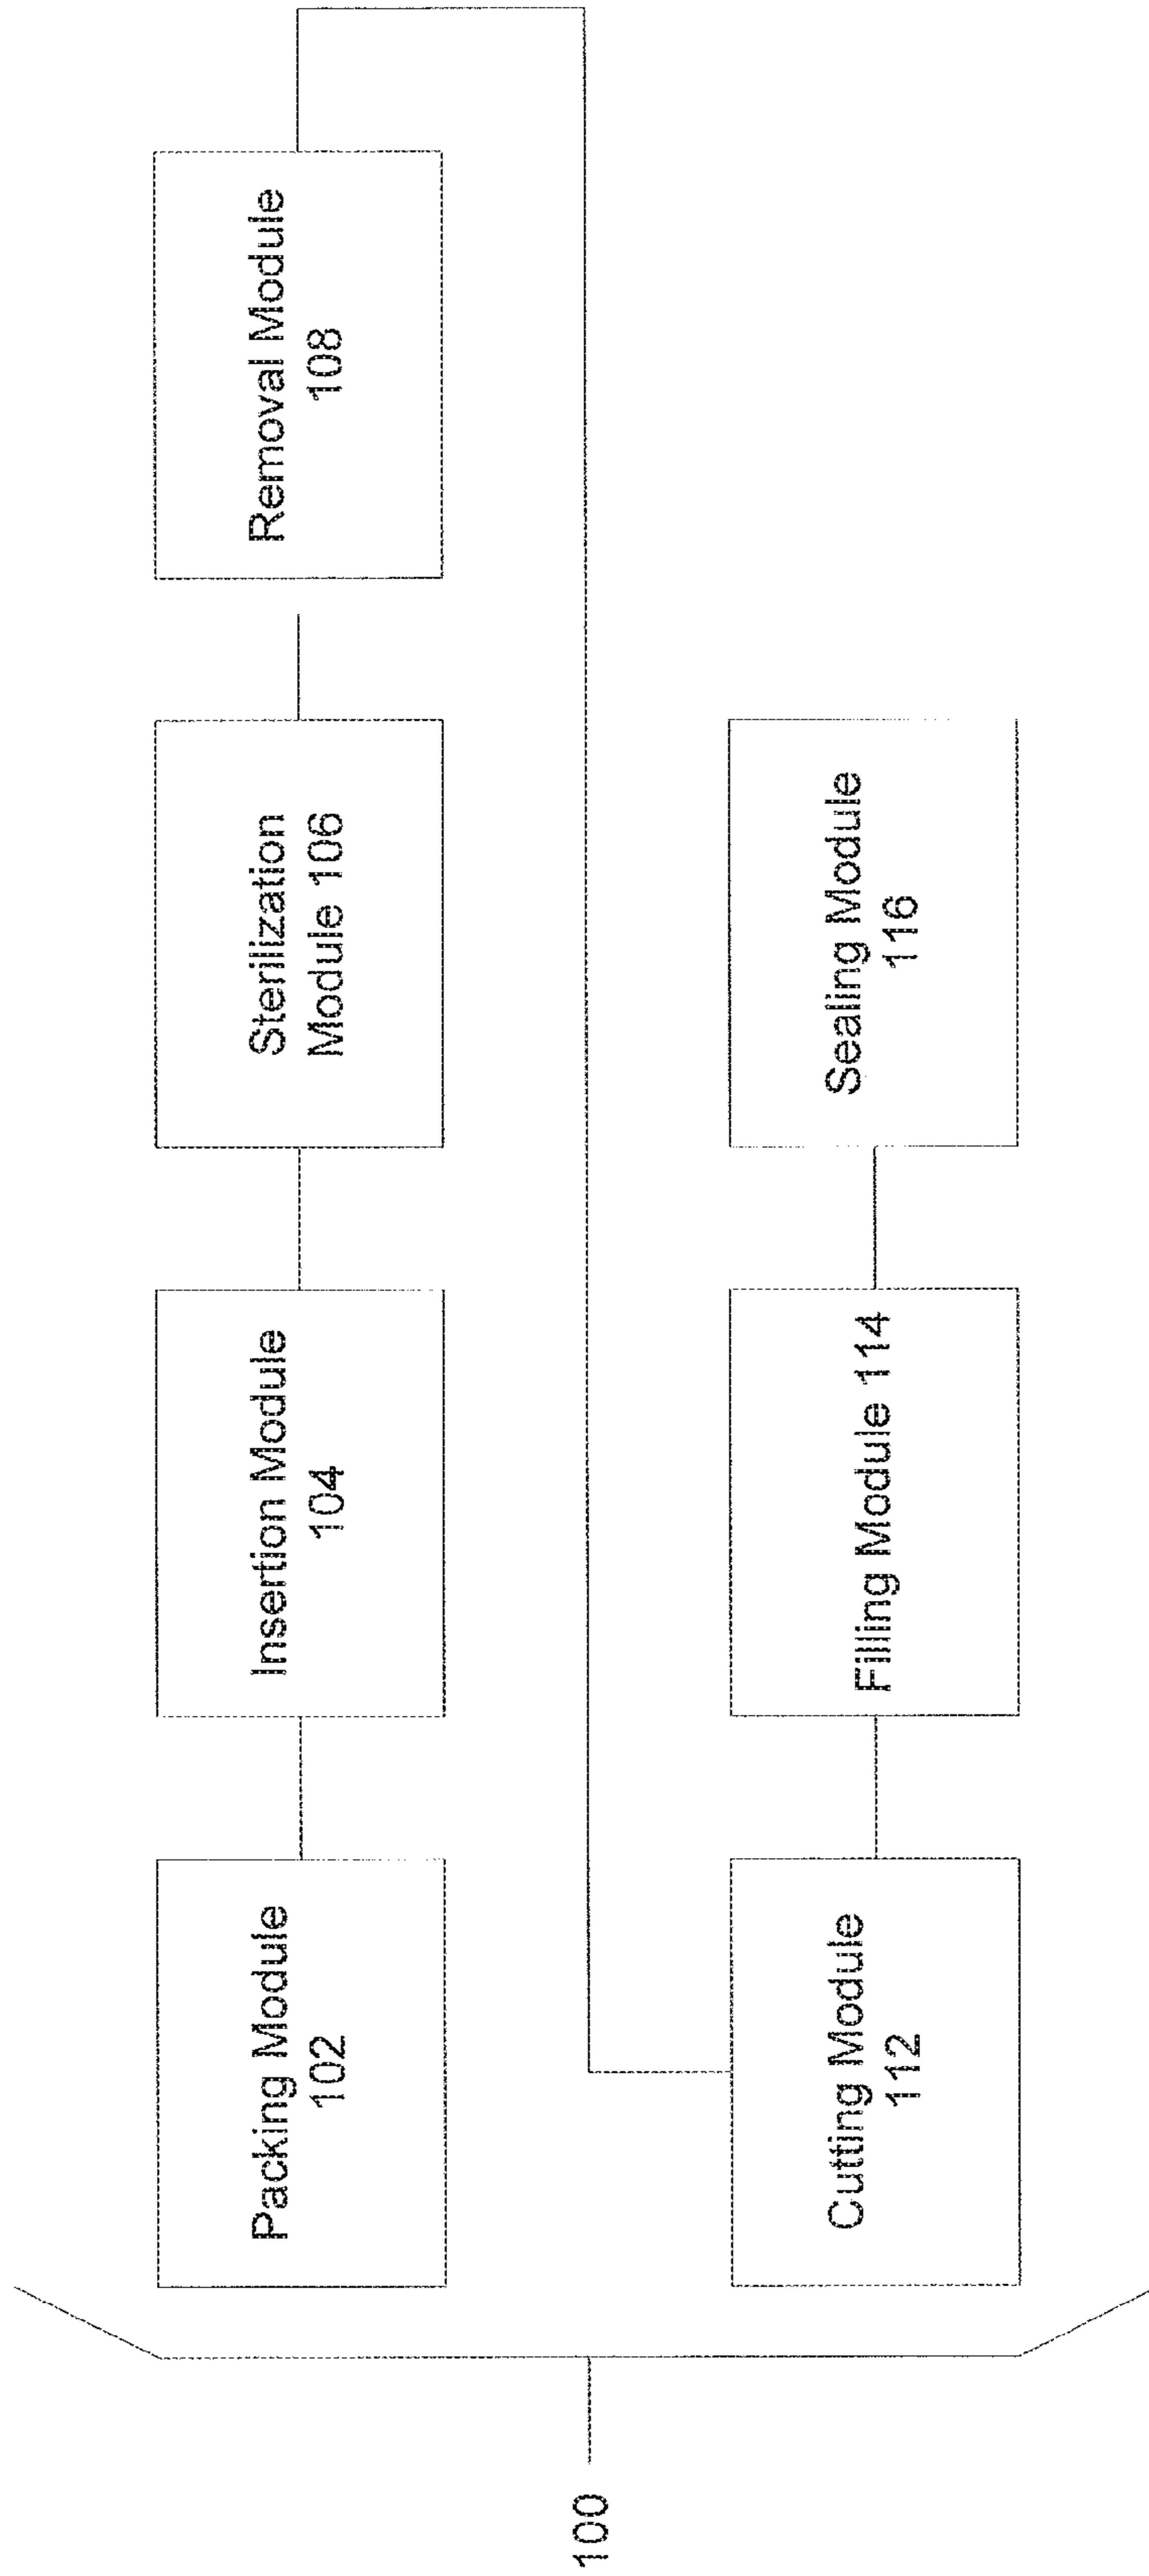 100
Packing Module
102
Insertion Module
104
Sterilization
Module 106
Removal Module
108
Cutting Module
112
Filling Module 114
Sealing Module
116